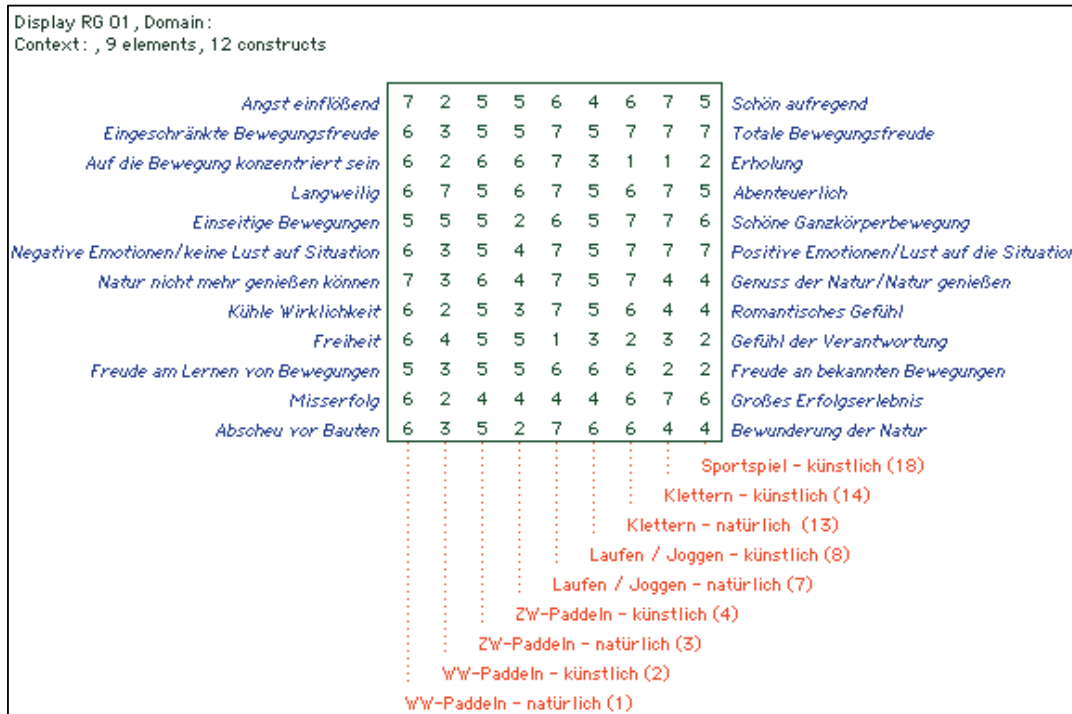 Display RG 01, Domain:
Context: , 9 elements, 12 constructs
Angst einflößend 7 2 5 5 6 4 6 7 5 Schön aufregend
Eingeschränkte Bewegungsfreude 6 3 5 5 7 5 7 7 7 Totale Bewegungsfreude
Auf die Bewegung konzentriert sein 6 2 6 6 7 3 1 1 2 Erholung
Langweilig 6 7 5 6 7 5 6 7 5 Abenteuerlich
Einseitige Bewegungen 5 5 5 2 6 5 7 7 6 Schöne Ganzkörperbewegung
Negative Emotionen/keine Lust auf Situation 6 3 5 4 7 5 7 7 7 Positive Emotionen/Lust auf die Situation
Natur nicht mehr genießen können 7 3 6 4 7 5 7 4 4 Genuss der Natur/Natur genießen
Kühle Wirklichkeit 6 2 5 3 7 5 6 4 4 Romantisches Gefühl
Freiheit 6 4 5 5 1 3 2 3 2 Gefühl der Verantwortung
Freude am Lernen von Bewegungen 5 3 5 5 6 6 6 2 2 Freude an bekannten Bewegungen
Misserfolg 6 2 4 4 4 4 6 7 6 Großes Erfolgserlebnis
Abscheu vor Bauten 6 3 5 2 7 6 6 4 4 Bewunderung der Natur
Sportspiel - künstlich (18)
Klettern - künstlich (14)
Klettern - natürlich (13)
Laufen / Joggen - künstlich (8)
Laufen / Joggen - natürlich (7)
ZW-Paddeln - künstlich (4)
ZW-Paddeln - natürlich (3)
WW-Paddeln - künstlich (2)
WW-Paddeln - natürlich (1)